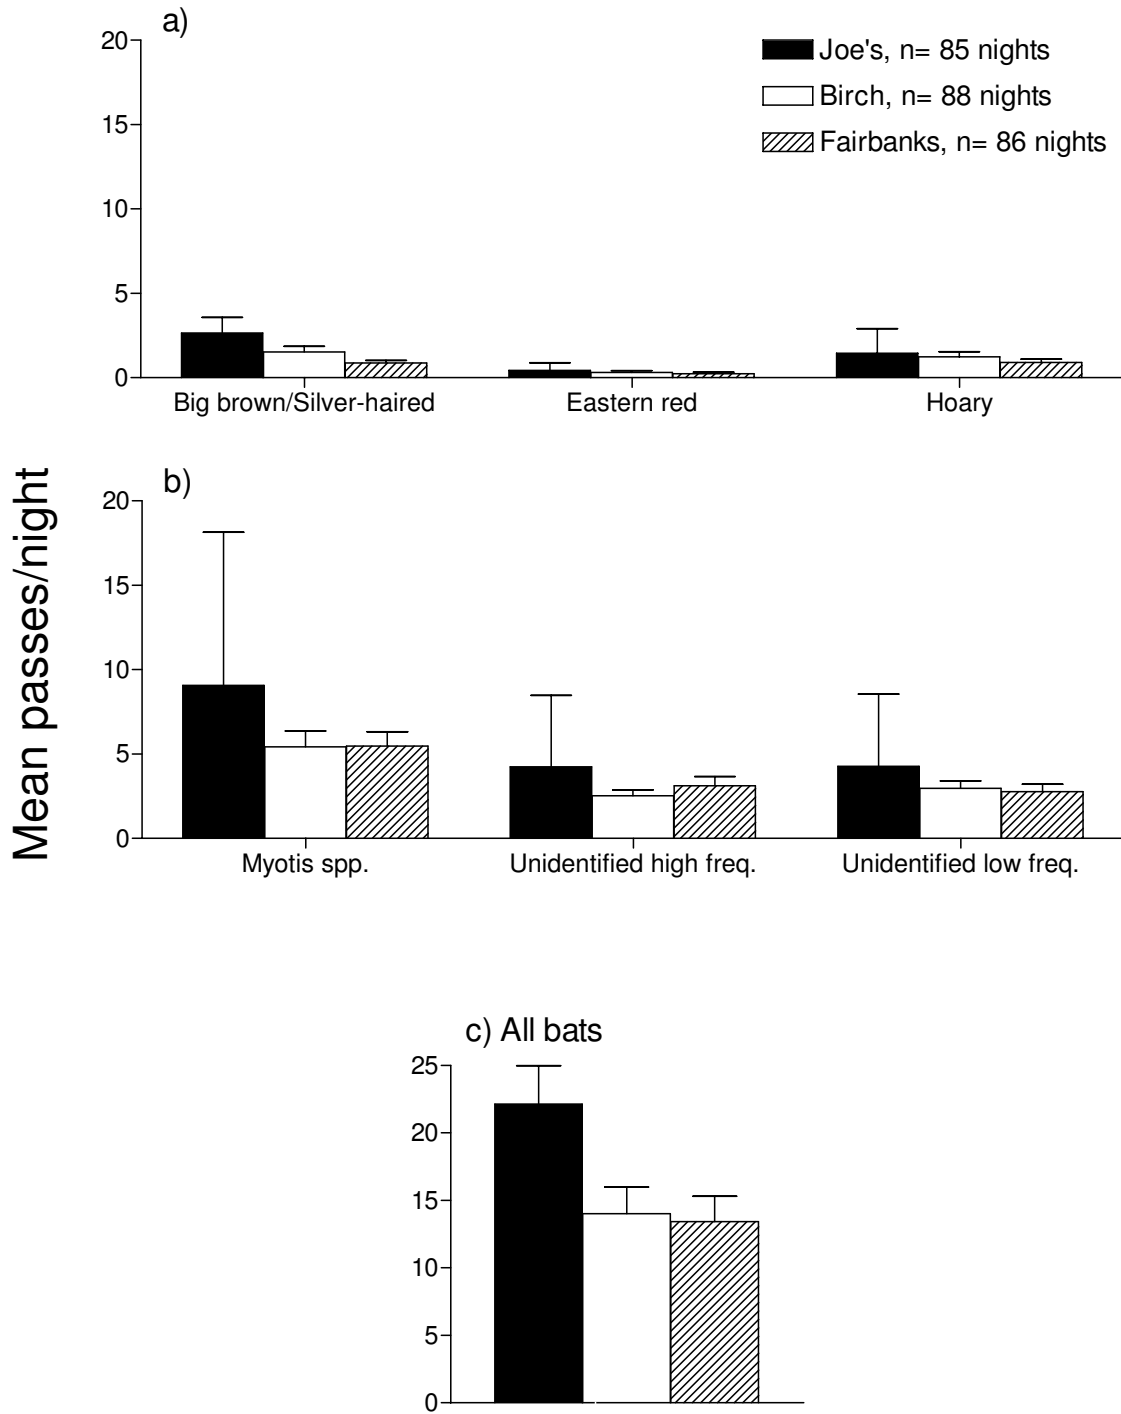 a)
20
15
10
5
0
Joe's, n= 85 nights
Birch, n= 88 nights
Fairbanks, n= 86 nights
Big brown/Silver-haired Eastern red Hoary
Mean passes/night
b)
20
15
10
5
0
Myotis spp. Unidentified high freq. Unidentified low freq.
c) All bats
25
20
15
10
5
0